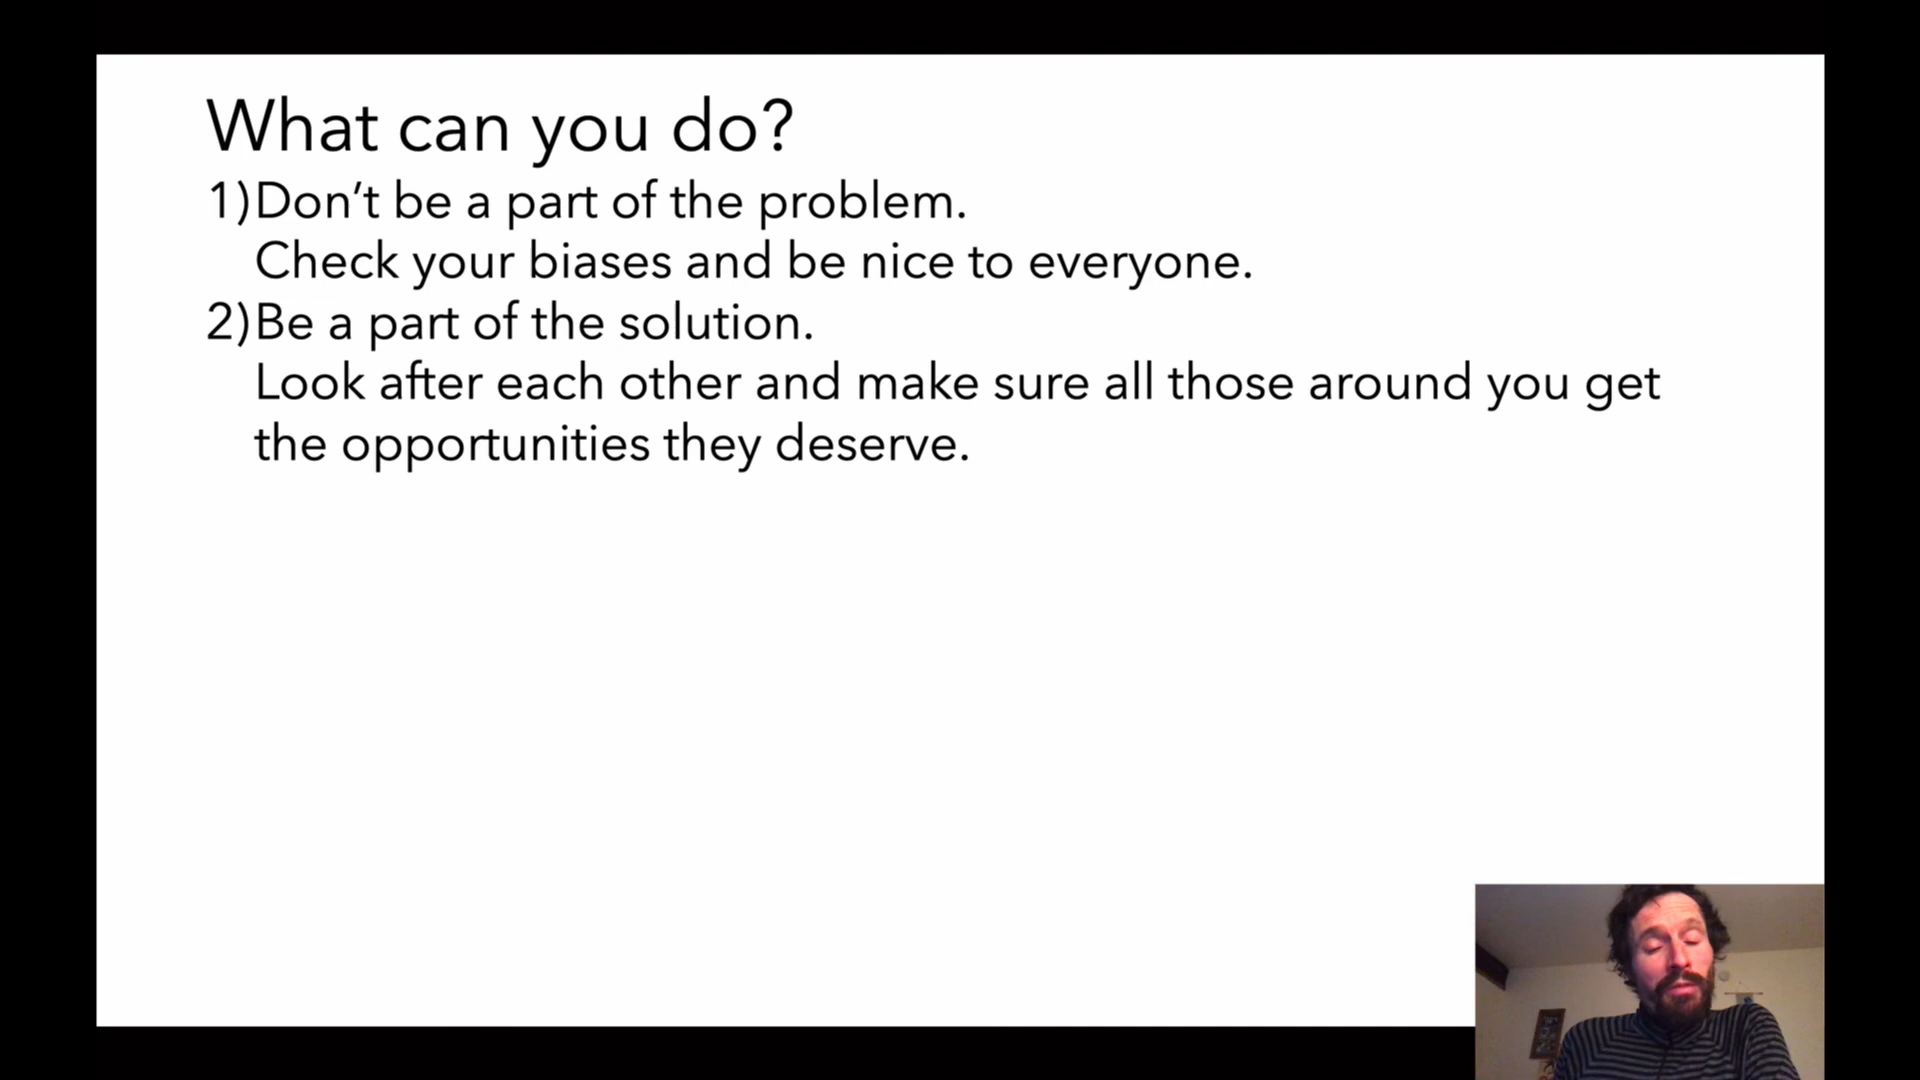 What can you do?
1)Don’t be a part of the problem.
Check your biases and be nice to everyone.
2)Be a part of the solution.
Look after each other and make sure all those around you get
the opportunities they deserve.